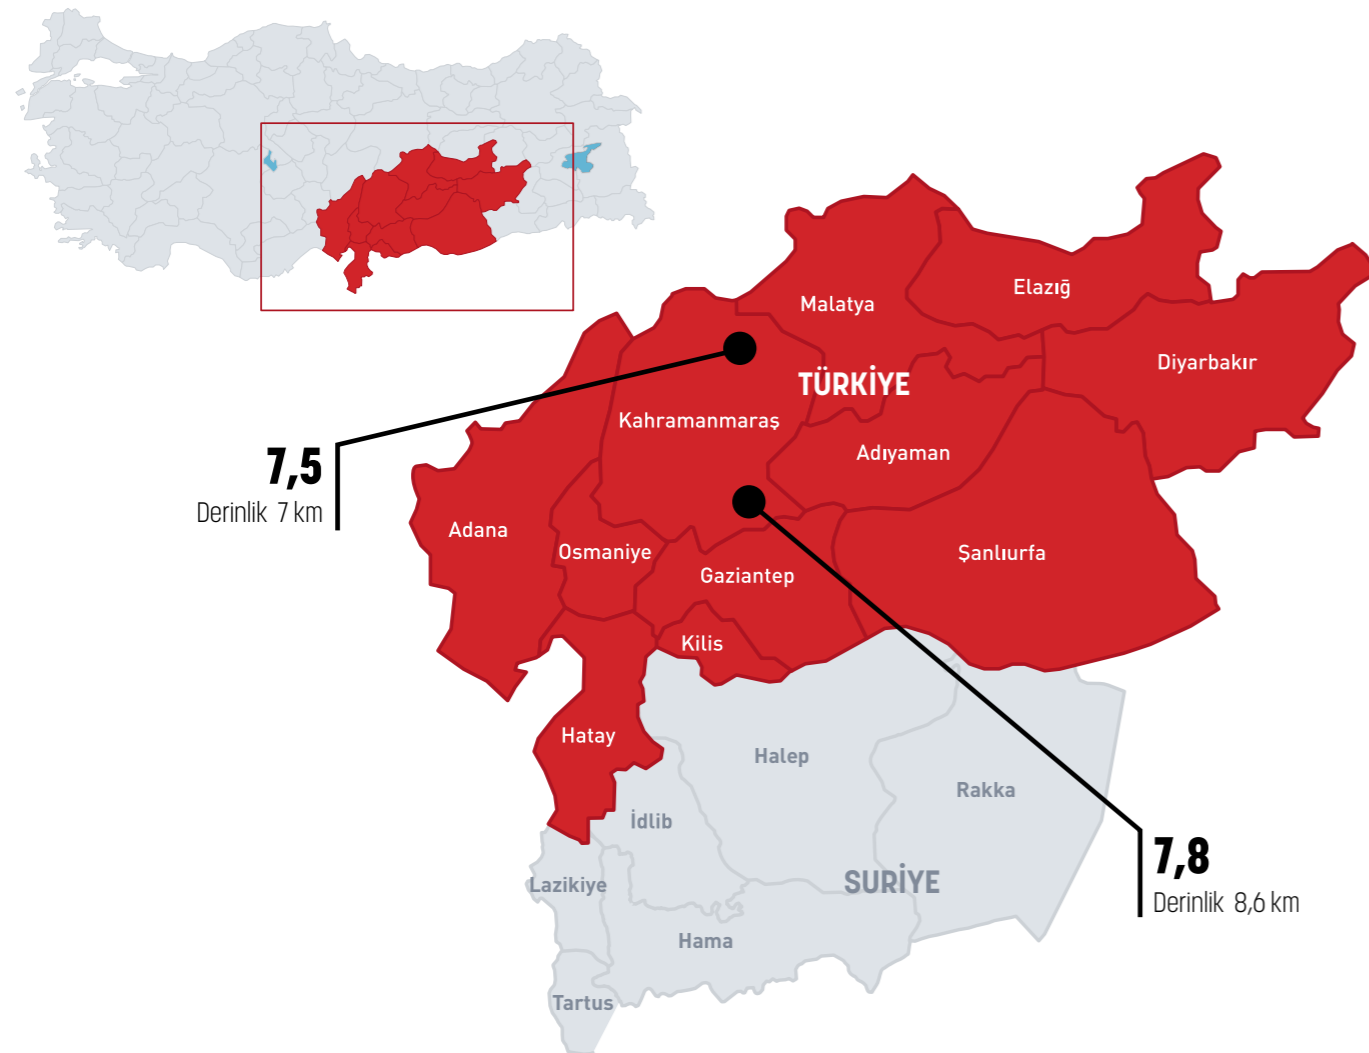 Elazığ
Malatya
Diyarbakır
TÜRKİYE
Kahramanmaraş
Adıyaman
7,5
Derinlik 7 km
Adana
Osmaniye
Şanlıurfa
Gaziantep
Kilis
Hatay
Halep
Rakka
İdlib
7,8
Derinlik 8,6 km
SURİYE
Lazikiye
Hama
Tartus